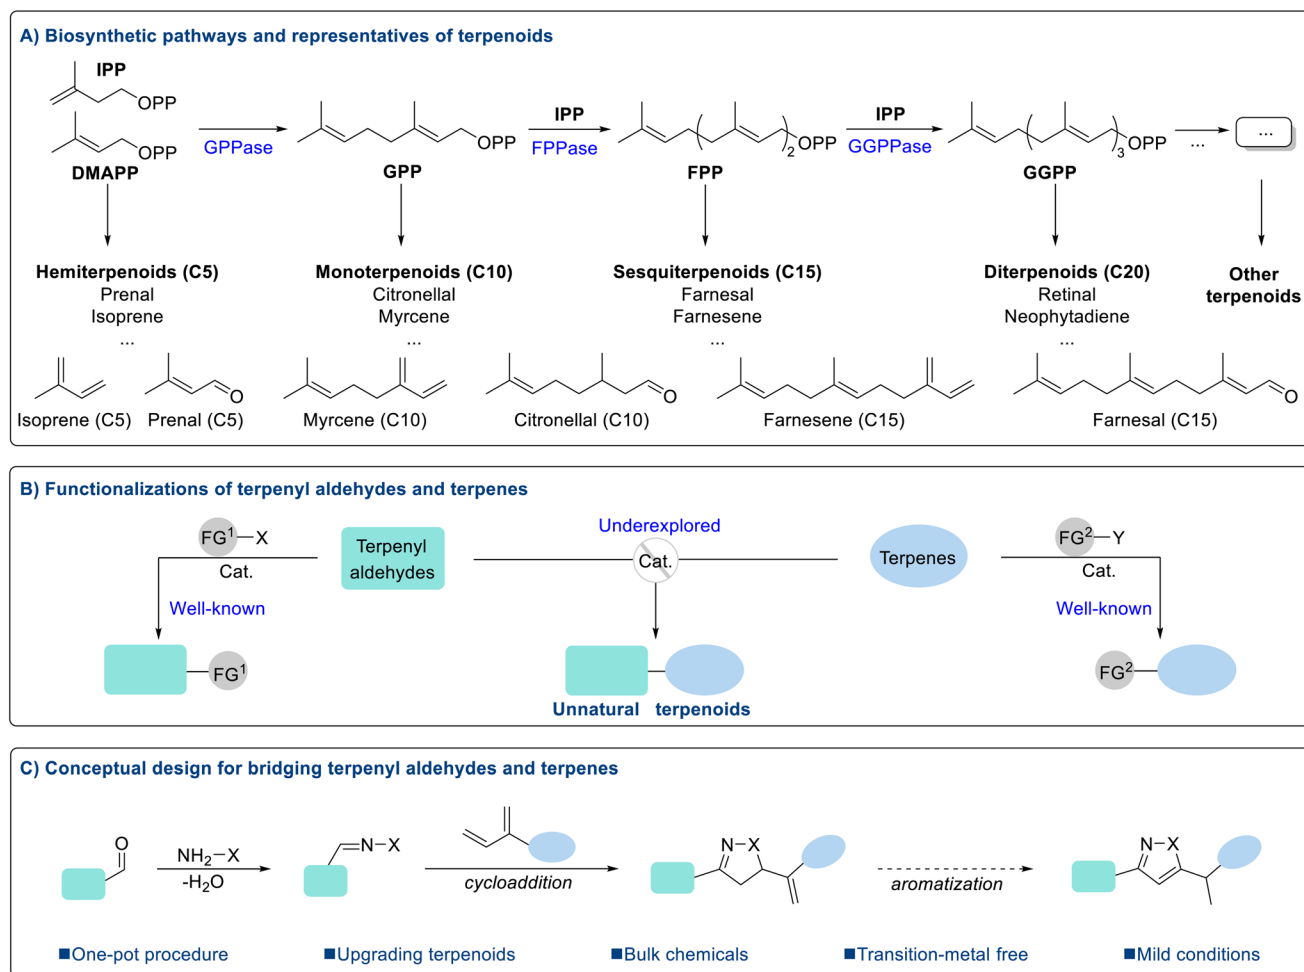 A) Biosynthetic pathways and representatives of terpenoids
IPP
OPP
OPP
DMAPP
GPPase
OPP
GPP
IPP
FPPase
2
OPP
FPP
IPP
GGPPase
3
OPP
GGPP
...
...
Hemiterpenoids (C5)
Prenal
Isoprene
...
Monoterpenoids (C10)
Citronellal
Myrcene
...
Sesquiterpenoids (C15)
Farnesal
Farnesene
...
Diterpenoids (C20)
Retinal
Neophytadiene
...
Other
terpenoids
O
O
O
Isoprene (C5)
Prenal (C5)
Myrcene (C10)
Citronellal (C10)
Farnesene (C15)
Farnesal (C15)
B) Functionalizations of terpenyl aldehydes and terpenes
FG¹—X
Cat.
Well-known
FG¹
Terpenyl
aldehydes
Underexplored
Cat.
Unnatural terpenoids
Terpenes
FG²—Y
Cat.
Well-known
FG²
C) Conceptual design for bridging terpenyl aldehydes and terpenes
O
NH₂—X
-H₂O
N—X
cycloaddition
N—X
aromatization
N—X
■One-pot procedure
■Upgrading terpenoids
■Bulk chemicals
■Transition-metal free
■Mild conditions